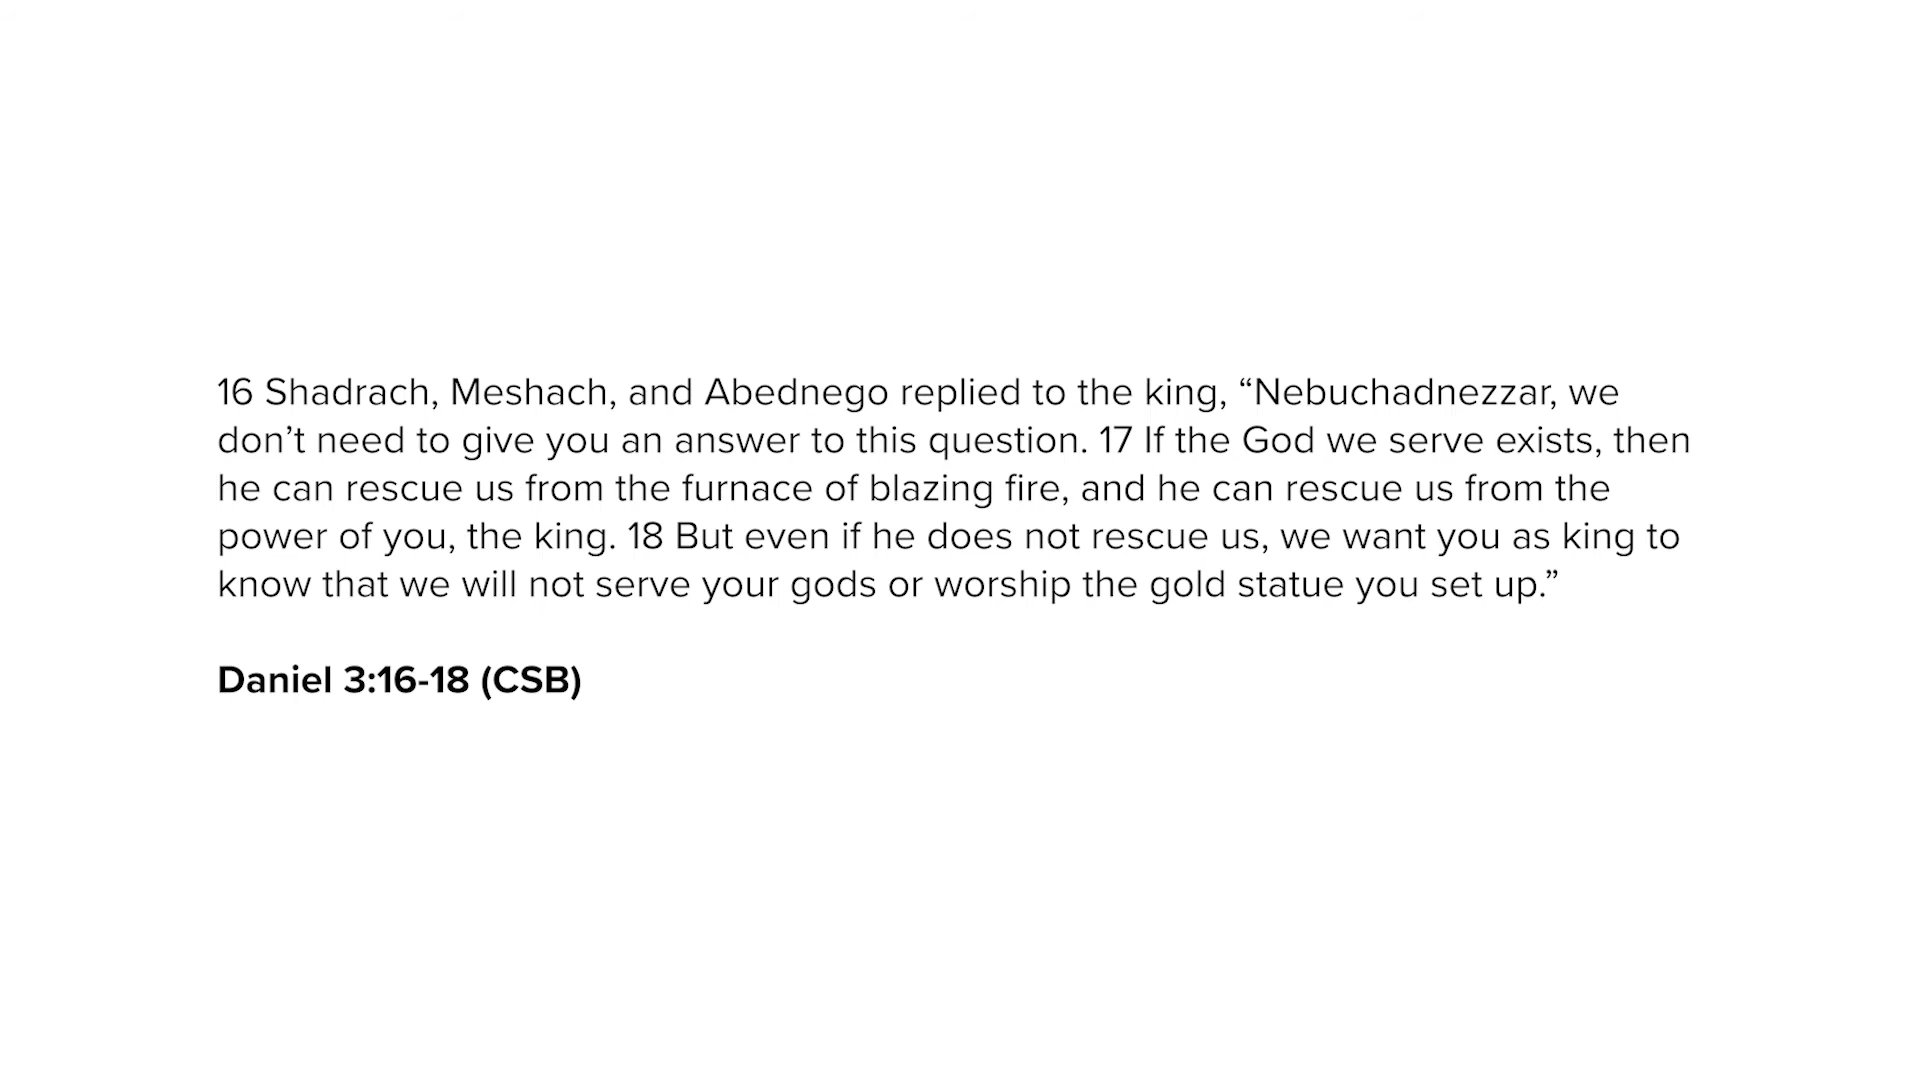 16 Shadrach, Meshach, and Abednego replied to the king, “Nebuchadnezzar, we
don’t need to give you an answer to this question. 17 If the God we serve exists, then
he can rescue us from the furnace of blazing fire, and he can rescue us from the
power of you, the king. 18 But even if he does not rescue us, we want you as king to
know that we will not serve your gods or worship the gold statue you set up.”
Daniel 3:16-18 (CSB)